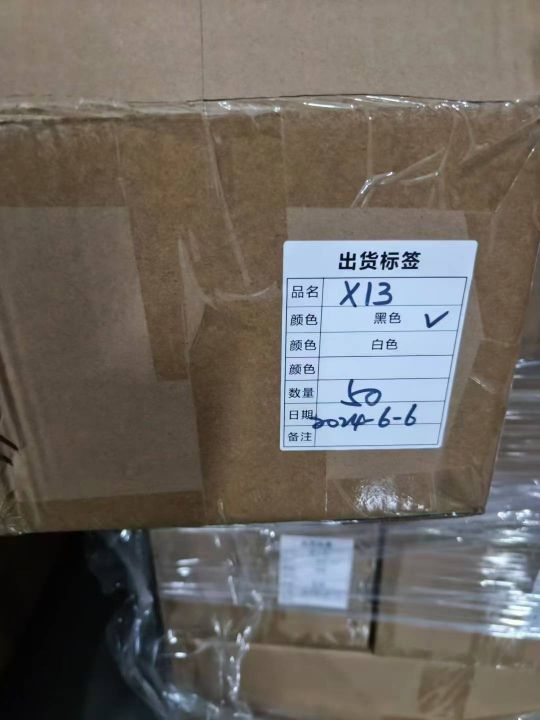 出货标签
品名 X13
颜色 黑色 ✓
颜色 白色
颜色
数量 50
日期 2024-6-6
备注